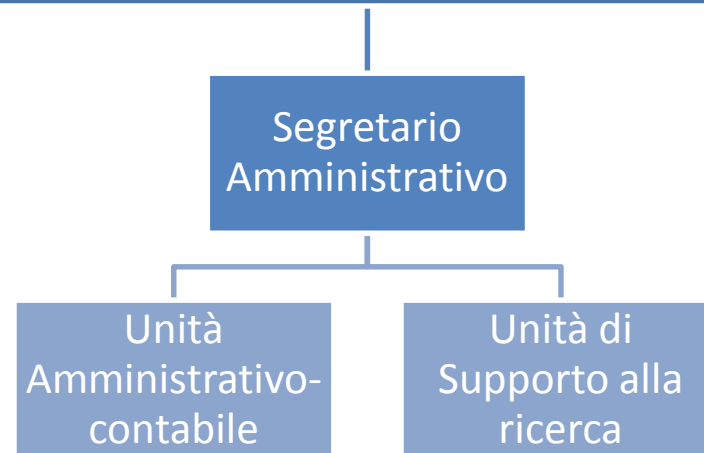 Segretario
Amministrativo
Unità
Amministrativo-
contabile
Unità di
Supporto alla
ricerca